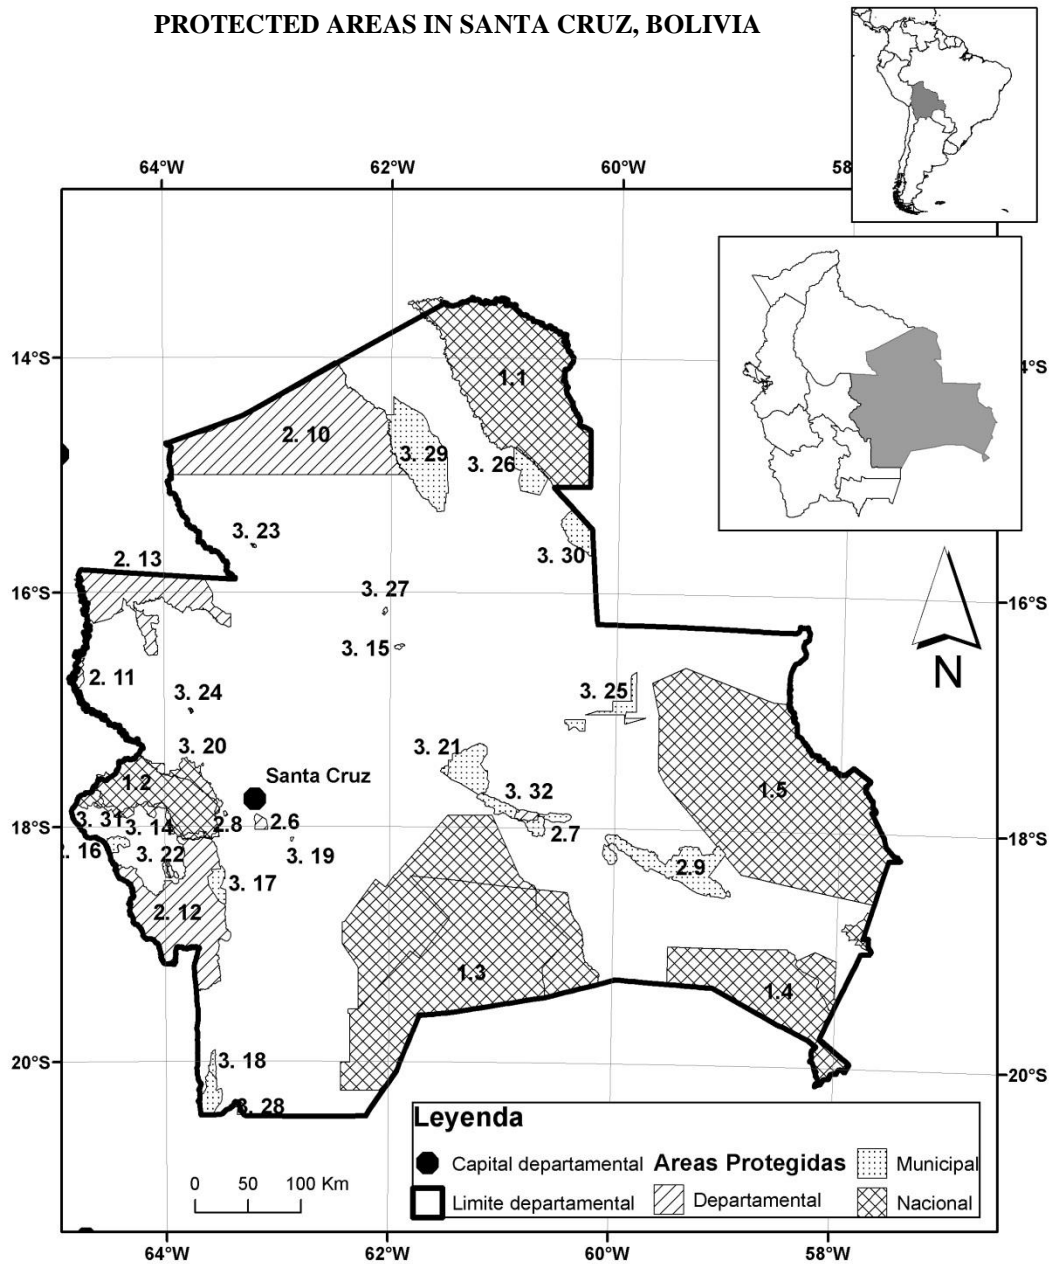 PROTECTED AREAS IN SANTA CRUZ, BOLIVIA
64°W 62°W 60°W 58
14°S
4°S
1.1
2. 10
3. 29
3. 26
3. 23
3. 30
2. 13
3. 27
16°S
16°S
3. 15
N
2. 11
3. 24
3. 25
3. 20
3. 21
Santa Cruz
1.2
3. 32
1.5
3. 31
3. 14
2.8
2.6
2.7
18°S
18°S
. 16
3. 22
3. 19
2.9
3. 17
2. 12
1.3
1.4
20°S
3. 18
20°S
3. 28
Leyenda
Capital departamental
Areas Protegidas
Municipal
0 50 100 Km
Limite departamental
Departamental
Nacional
64°W 62°W 60°W 58°W